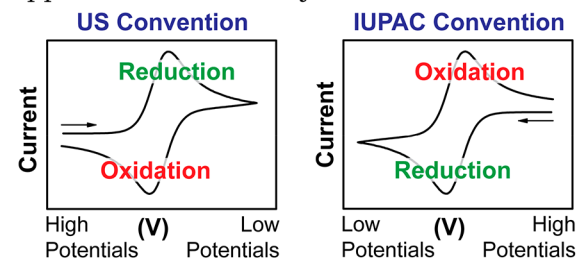 US Convention
Reduction
Oxidation
Current
High Potentials
(V)
Low Potentials
IUPAC Convention
Oxidation
Reduction
Current
Low Potentials
(V)
High Potentials